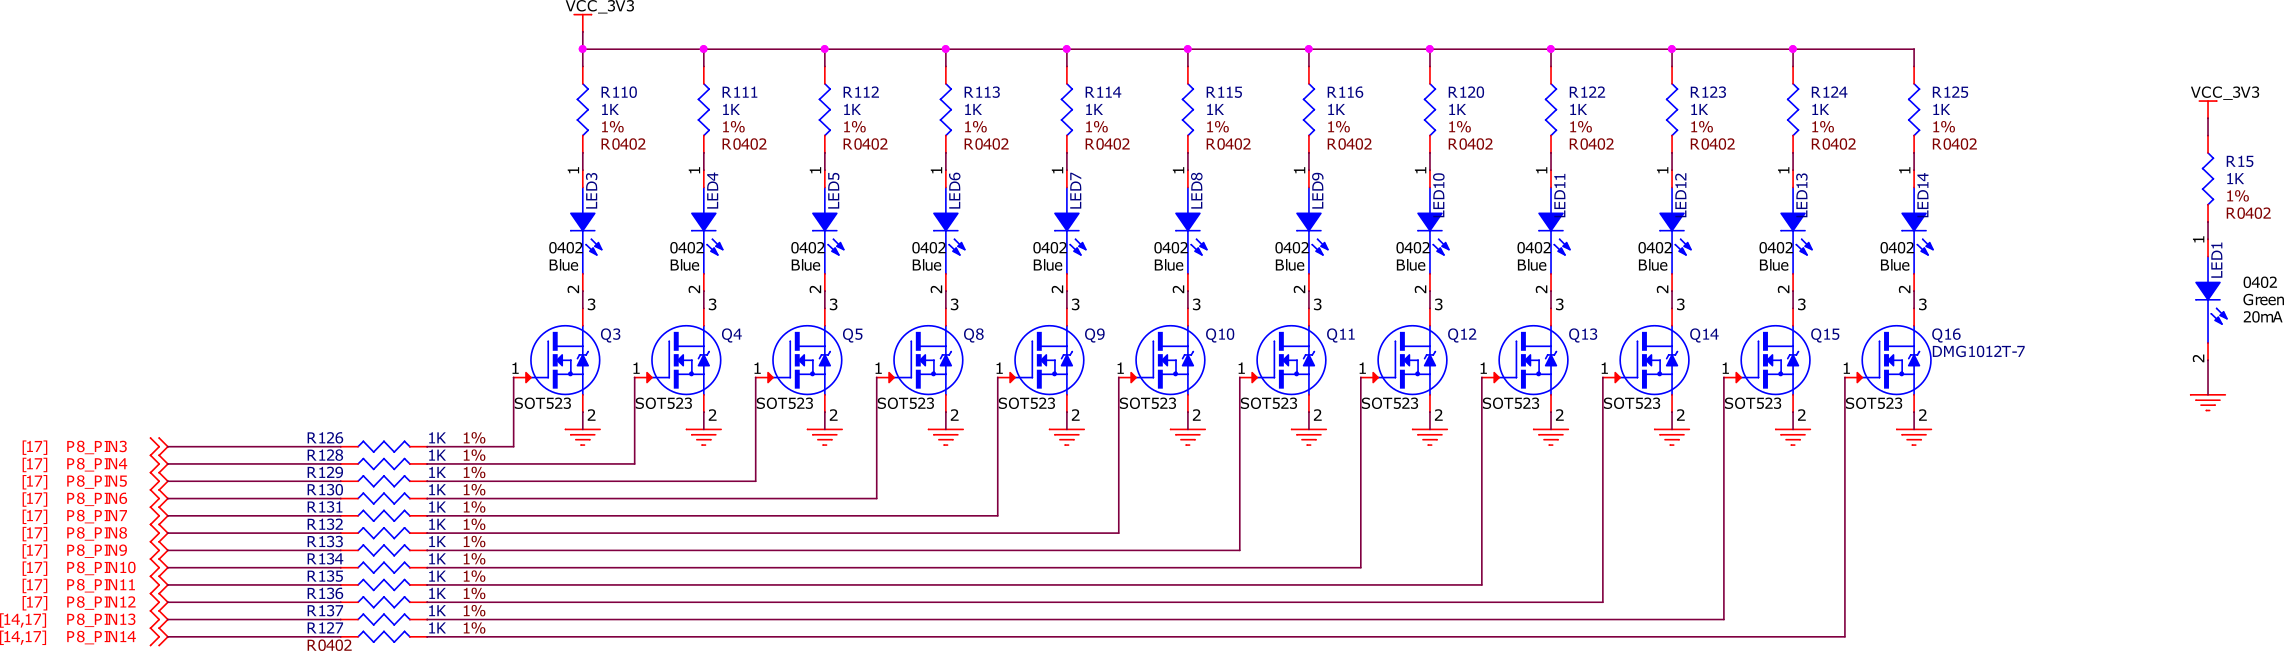 VCC_3V3
R110
1K
1%
R0402
R111
1K
1%
R0402
R112
1K
1%
R0402
R113
1K
1%
R0402
R114
1K
1%
R0402
R115
1K
1%
R0402
R116
1K
1%
R0402
R120
1K
1%
R0402
R122
1K
1%
R0402
R123
1K
1%
R0402
R124
1K
1%
R0402
R125
1K
1%
R0402
1 LED3
1 LED4
1 LED5
1 LED6
1 LED7
1 LED8
1 LED9
1 LED10
1 LED11
1 LED12
1 LED13
1 LED14
0402
Blue
0402
Blue
0402
Blue
0402
Blue
0402
Blue
0402
Blue
0402
Blue
0402
Blue
0402
Blue
0402
Blue
0402
Blue
0402
Blue
2 2 2 2 2 2 2 2 2 2 2 2
3 3 3 3 3 3 3 3 3 3 3 3
Q3 Q4 Q5 Q8 Q9 Q10 Q11 Q12 Q13 Q14 Q15 Q16
DMG1012T-7
1 1 1 1 1 1 1 1 1 1 1 1
SOT523 SOT523 SOT523 SOT523 SOT523 SOT523 SOT523 SOT523 SOT523 SOT523 SOT523 SOT523
2 2 2 2 2 2 2 2 2 2 2 2
[17] P8_PIN3 R126 1K 1%
[17] P8_PIN4 R128 1K 1%
[17] P8_PIN5 R129 1K 1%
[17] P8_PIN6 R130 1K 1%
[17] P8_PIN7 R131 1K 1%
[17] P8_PIN8 R132 1K 1%
[17] P8_PIN9 R133 1K 1%
[17] P8_PIN10 R134 1K 1%
[17] P8_PIN11 R135 1K 1%
[17] P8_PIN12 R136 1K 1%
[14,17] P8_PIN13 R137 1K 1%
[14,17] P8_PIN14 R127 1K 1%
R0402
VCC_3V3
R15
1K
1%
R0402
1 LED1
0402
Green
20mA
2